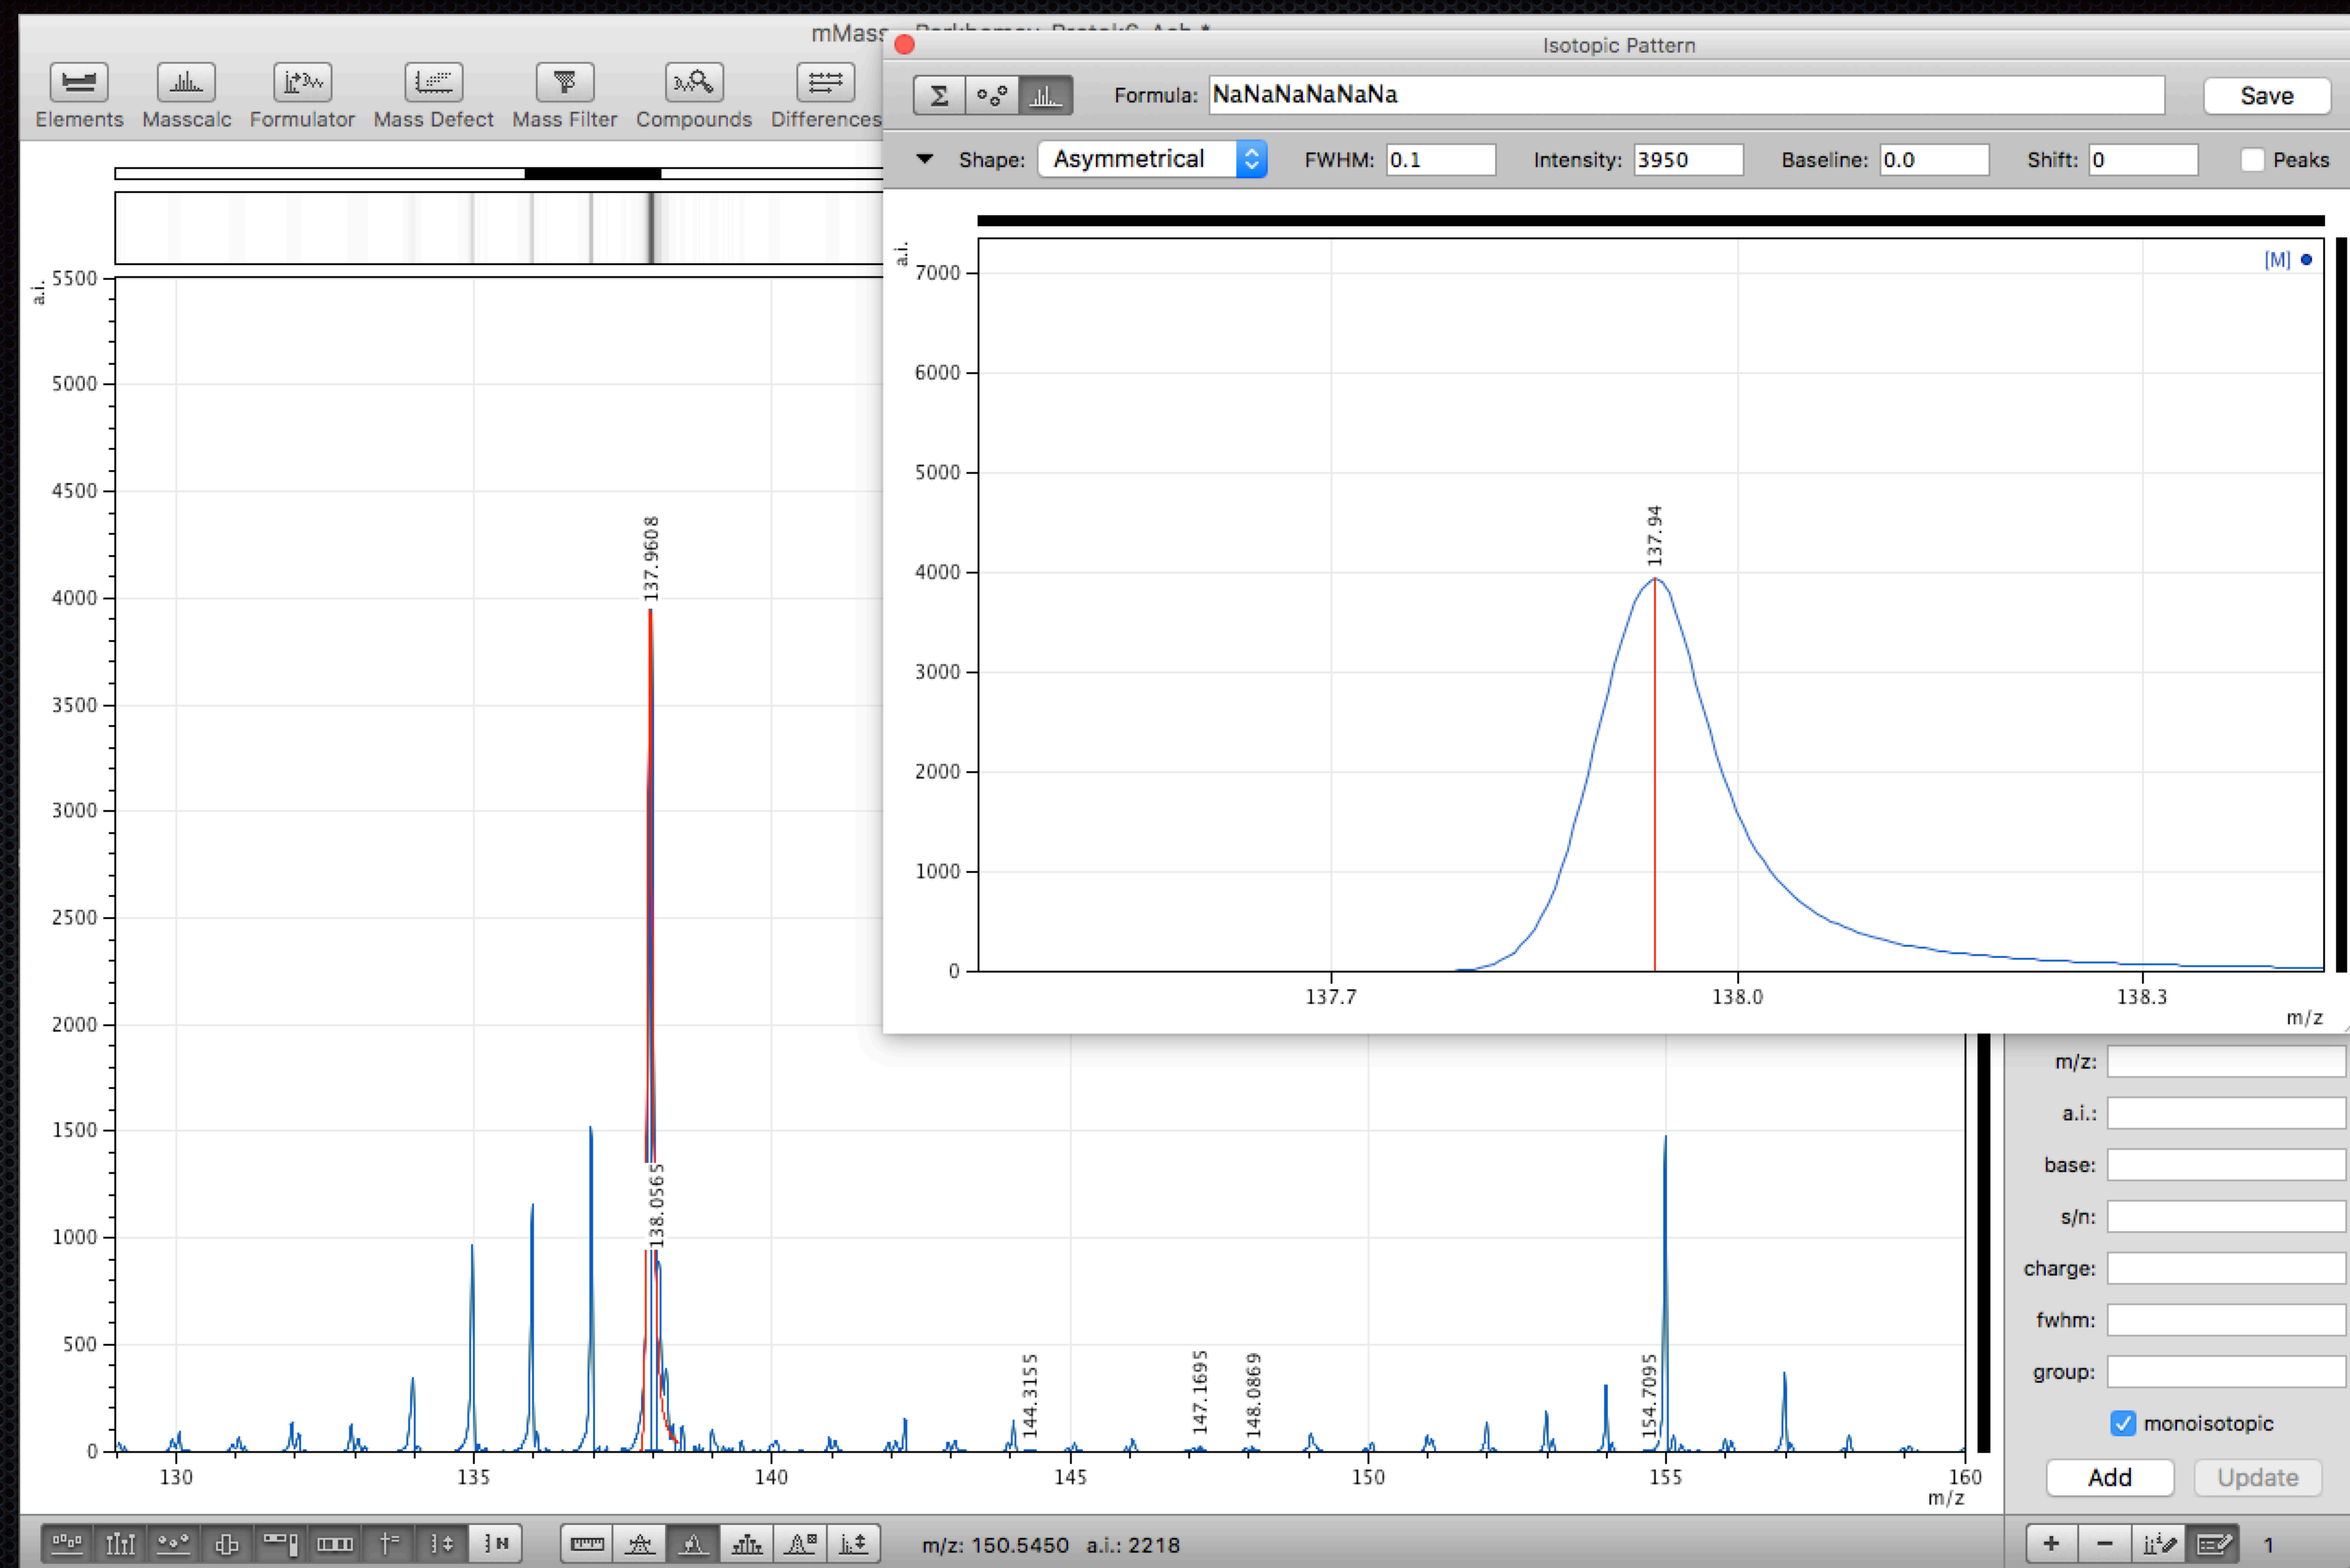 mMass
Isotopic Pattern
Elements Masscalc Formulator Mass Defect Mass Filter Compounds Differences
Formula: NaNaNaNaNaNa Save
Shape: Asymmetrical FWHM: 0.1 Intensity: 3950 Baseline: 0.0 Shift: 0 Peaks
a.i.
7000
6000
5000
4000
3000
2000
1000
0
[M]
137.94
137.7 138.0 138.3
m/z
a.i.
5500
5000
4500
4000
3500
3000
2500
2000
1500
1000
500
0
137.9608
138.0565
144.3155
147.1695
148.0869
154.7095
130 135 140 145 150 155 160
m/z
m/z:
a.i.:
base:
s/n:
charge:
fwhm:
group:
monoisotopic
Add Update
m/z: 150.5450 a.i.: 2218
1